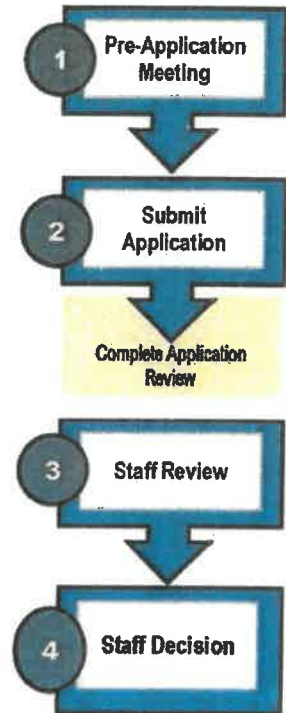 1
Pre-Application
Meeting
2
Submit
Application
Complete Application
Review
3
Staff Review
4
Staff Decision